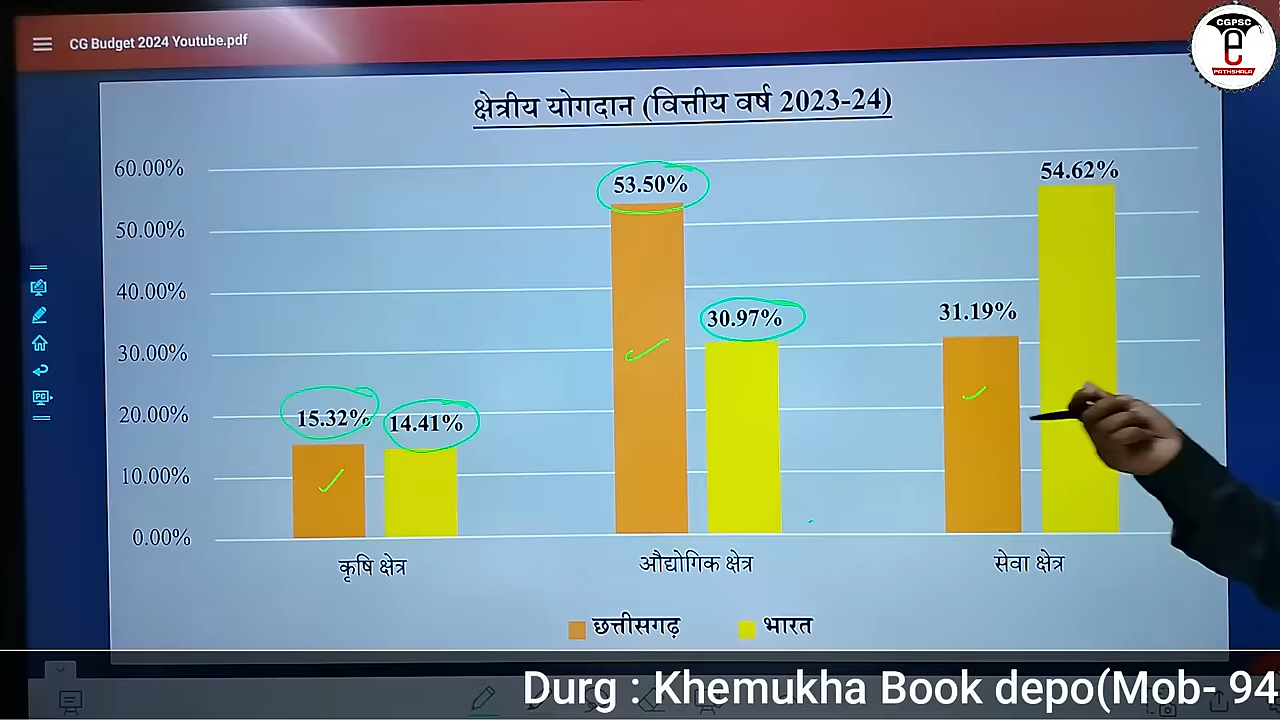 CG Budget 2024 Youtube.pdf
CGPSC
e
PATHSHALA
क्षेत्रीय योगदान (वित्तीय वर्ष 2023-24)
60.00%
50.00%
40.00%
30.00%
20.00%
10.00%
0.00%
15.32%
14.41%
53.50%
30.97%
31.19%
54.62%
कृषि क्षेत्र
औद्योगिक क्षेत्र
सेवा क्षेत्र
छत्तीसगढ़
भारत
Durg : Khemukha Book depo(Mob- 94